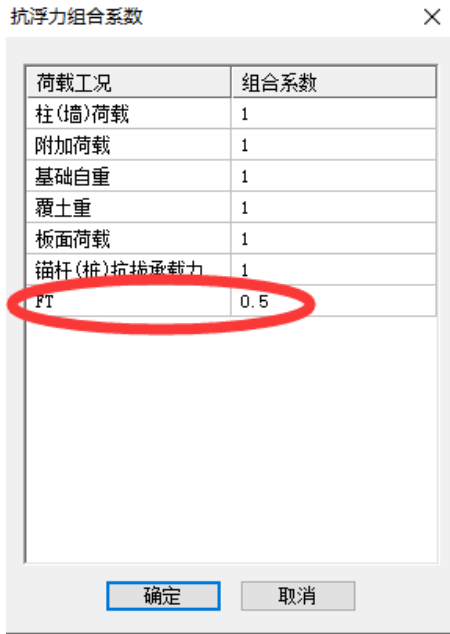 抗浮力组合系数
荷载工况 组合系数
柱(墙)荷载 1
附加荷载 1
基础自重 1
覆土重 1
板面荷载 1
锚杆(桩)抗拔承载力 1
FT 0.5
确定 取消